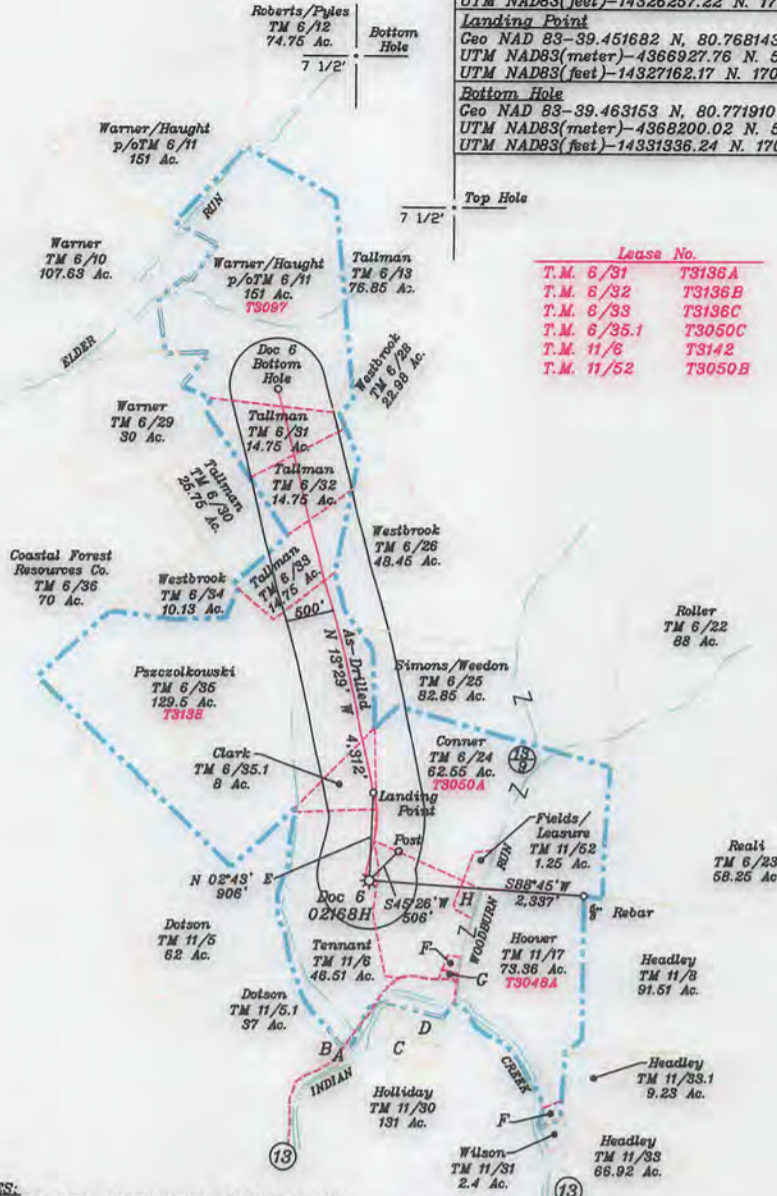 UTM NAD83(feet)-14326257.22 N. 17
Landing Point
Geo NAD 83-39.451682 N, 80.768143
UTM NAD83(meter)-4366927.76 N. 5
UTM NAD83(feet)-14327162.17 N. 170
Bottom Hole
Geo NAD 83-39.463153 N, 80.771910
UTM NAD83(meter)-4368200.02 N. 5
UTM NAD83(feet)-14331336.24 N. 170
Roberts/Pyles
TM 6/12
74.75 Ac.
Bottom
Hole
7 1/2'
Top Hole
7 1/2'
Warner/Haught
p/oTM 6/11
151 Ac.
RUN
Warner
TM 6/10
107.63 Ac.
Warner/Haught
p/oTM 6/11
151 Ac.
T3097
Tallman
TM 6/13
76.85 Ac.
Lease No.
T.M. 6/31 T3136A
T.M. 6/32 T3136B
T.M. 6/33 T3136C
T.M. 6/35.1 T3050C
T.M. 11/6 T3142
T.M. 11/52 T3050B
ELDER
Doc 6
Bottom
Hole
Westbrook
TM 6/28
22.98 Ac.
Warner
TM 6/29
30 Ac.
Tallman
TM 6/31
14.75 Ac.
Tallman
TM 6/30
25.75 Ac.
Tallman
TM 6/32
14.75 Ac.
Westbrook
TM 6/26
48.45 Ac.
Coastal Forest
Resources Co.
TM 6/36
70 Ac.
Westbrook
TM 6/34
10.13 Ac.
Tallman
TM 6/33
14.75 Ac.
500'
Roller
TM 6/22
88 Ac.
As-Drilled
N 13°29' W 4,312'
Simons/Weedon
TM 6/25
82.85 Ac.
Pszczolkowski
TM 6/35
129.5 Ac.
T3138
Conner
TM 6/24
62.55 Ac.
T3050A
13
9
Clark
TM 6/35.1
8 Ac.
Landing
Point
Fields/
Leasure
TM 11/52
1.25 Ac.
Post
RUN
WOODBURN
Reali
TM 6/23
58.25 Ac.
N 02°43' E
906'
Doc 6
02168H
S45°26'W
506'
H
S88°45'W
2,337'
Rebar
Dotson
TM 11/5
62 Ac.
Tennant
TM 11/6
46.51 Ac.
F
G
Hoover
TM 11/17
73.36 Ac.
T3048A
Headley
TM 11/8
91.51 Ac.
Dotson
TM 11/5.1
37 Ac.
D
B
A
C
INDIAN
CREEK
Holliday
TM 11/30
131 Ac.
Headley
TM 11/33.1
9.23 Ac.
F
Wilson
TM 11/31
2.4 Ac.
Headley
TM 11/33
66.92 Ac.
13
13